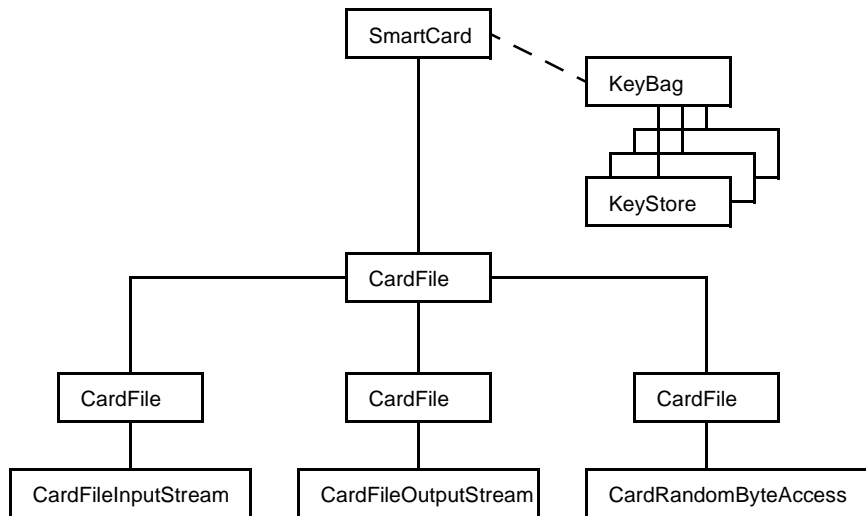 SmartCard
KeyBag
KeyStore
CardFile
CardFile
CardFile
CardFile
CardFileInputStream
CardFileOutputStream
CardRandomByteAccess